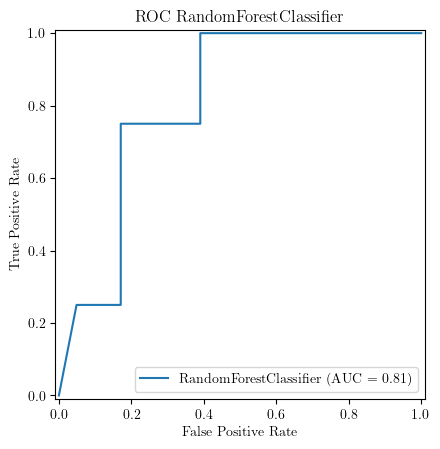 ROC RandomForestClassifier
1.0
0.8
0.6
0.4
0.2
0.0
True Positive Rate
RandomForestClassifier (AUC = 0.81)
0.0 0.2 0.4 0.6 0.8 1.0
False Positive Rate